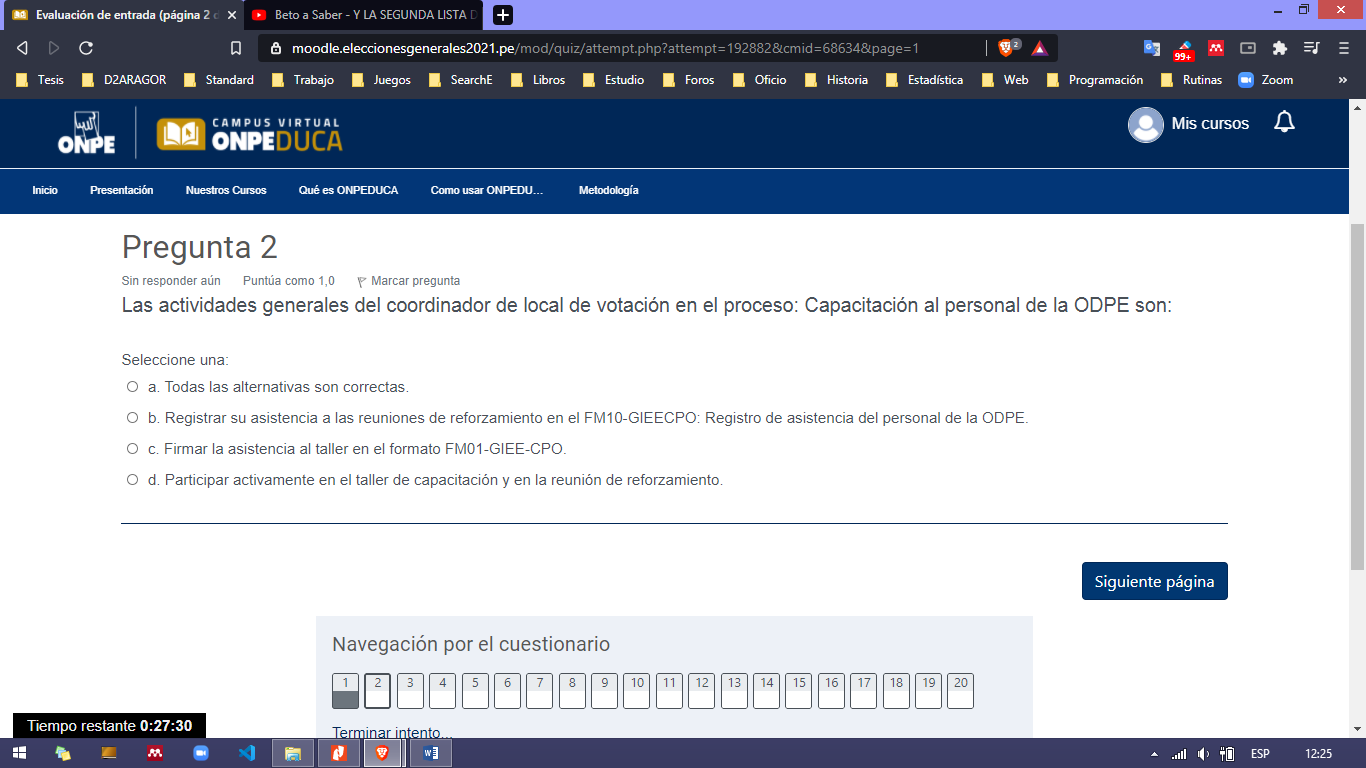 Evaluación de entrada (página 2 d
Beto a Saber - Y LA SEGUNDA LISTA D
moodle.eleccionesgenerales2021.pe/mod/quiz/attempt.php?attempt=192882&cmid=68634&page=1
2
99+
Tesis D2ARAGOR Standard Trabajo Juegos SearchE Libros Estudio Foros Oficio Historia Estadística Web Programación Rutinas Zoom »
ONPE
CAMPUS VIRTUAL
ONPEDUCA
Mis cursos
Inicio Presentación Nuestros Cursos Qué es ONPEDUCA Como usar ONPEDU... Metodología
Pregunta 2
Sin responder aún Puntúa como 1,0 Marcar pregunta
Las actividades generales del coordinador de local de votación en el proceso: Capacitación al personal de la ODPE son:
Seleccione una:
a. Todas las alternativas son correctas.
b. Registrar su asistencia a las reuniones de reforzamiento en el FM10-GIEECPO: Registro de asistencia del personal de la ODPE.
c. Firmar la asistencia al taller en el formato FM01-GIEE-CPO.
d. Participar activamente en el taller de capacitación y en la reunión de reforzamiento.
Siguiente página
Navegación por el cuestionario
1 2 3 4 5 6 7 8 9 10 11 12 13 14 15 16 17 18 19 20
Terminar intento...
Tiempo restante 0:27:30
ESP 12:25